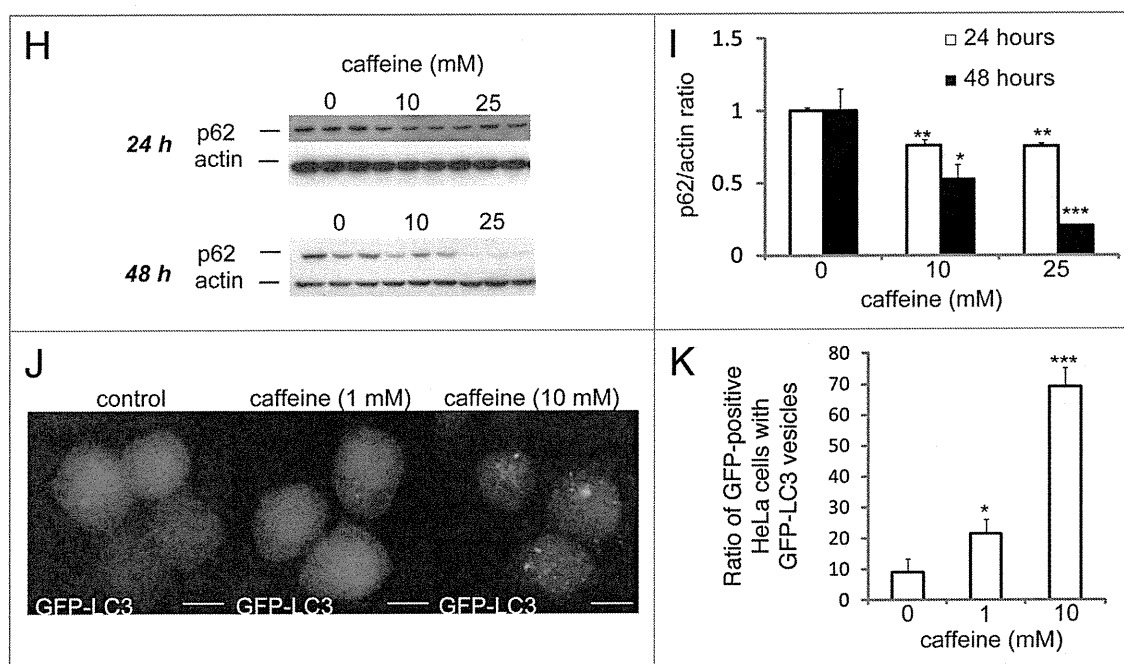 H
caffeine (mM)
0 10 25
24 h
p62
actin
0 10 25
48 h
p62
actin
I
24 hours
48 hours
p62/actin ratio
1.5
1
0.5
0
** * ** ***
0 10 25
caffeine (mM)
J
control caffeine (1 mM) caffeine (10 mM)
GFP-LC3 GFP-LC3 GFP-LC3
K
Ratio of GFP-positive
HeLa cells with
GFP-LC3 vesicles
80
70
60
50
40
30
20
10
0
* ***
0 1 10
caffeine (mM)